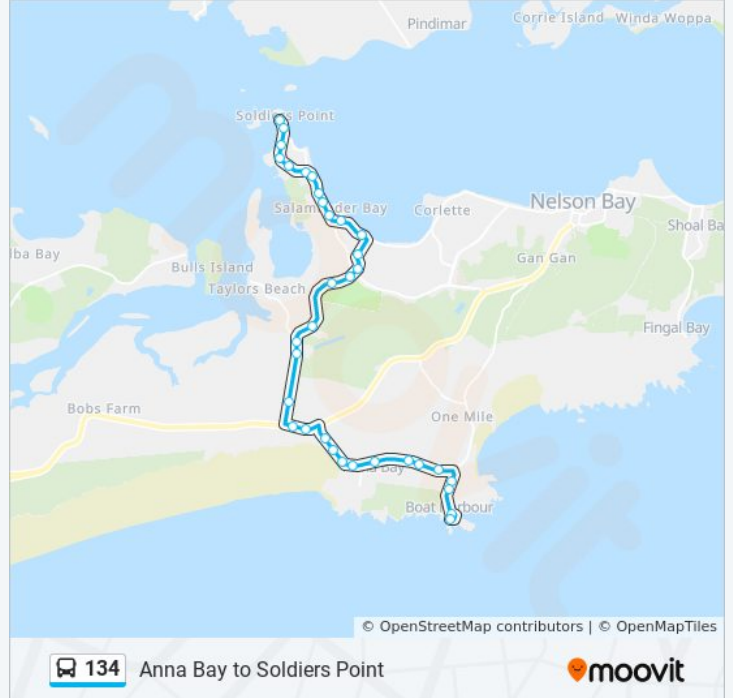 Pindimar
Corrie Island
Winda Woppa
Soldiers Point
Salamander Bay
Corlette
Nelson Bay
Shoal Ba
lba Bay
Bulls Island
Gan Gan
Taylors Beach
Fingal Bay
Bobs Farm
One Mile
na Bay
Boat Harbour
© OpenStreetMap contributors | © OpenMapTiles
134 Anna Bay to Soldiers Point
moovit